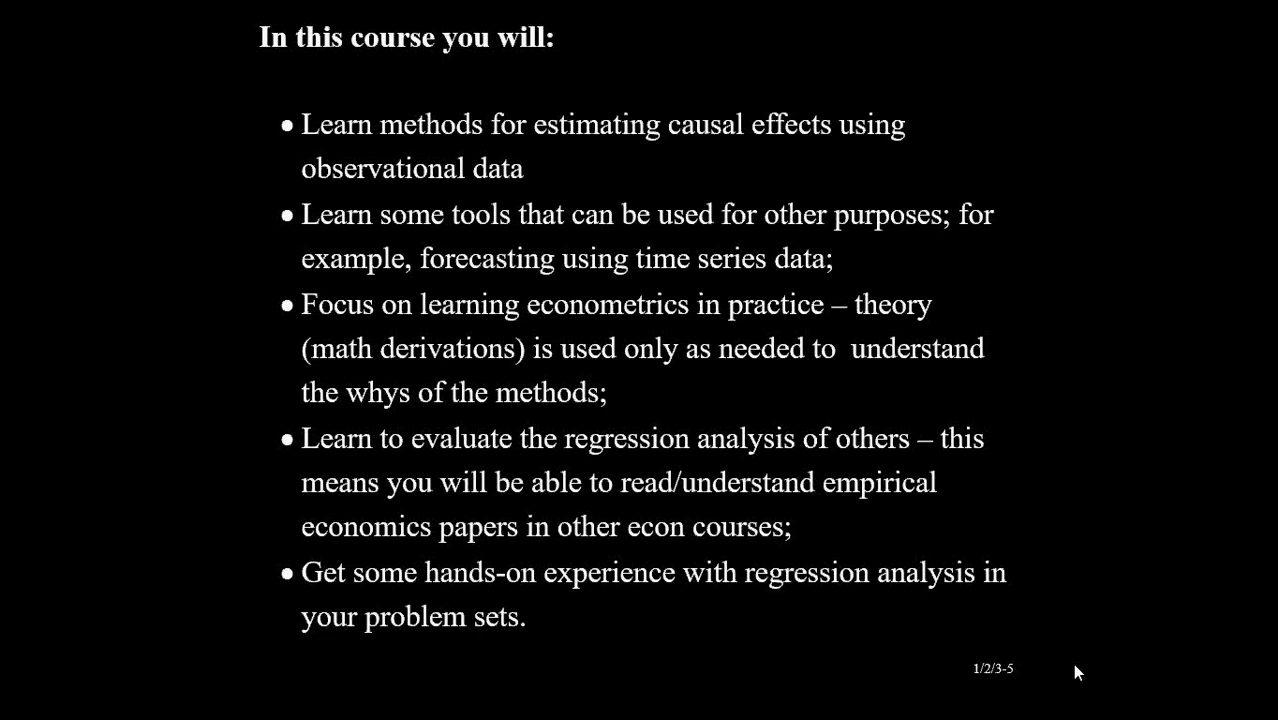 In this course you will:
• Learn methods for estimating causal effects using
observational data
• Learn some tools that can be used for other purposes; for
example, forecasting using time series data;
• Focus on learning econometrics in practice – theory
(math derivations) is used only as needed to  understand
the whys of the methods;
• Learn to evaluate the regression analysis of others – this
means you will be able to read/understand empirical
economics papers in other econ courses;
• Get some hands-on experience with regression analysis in
your problem sets.
1/2/3-5